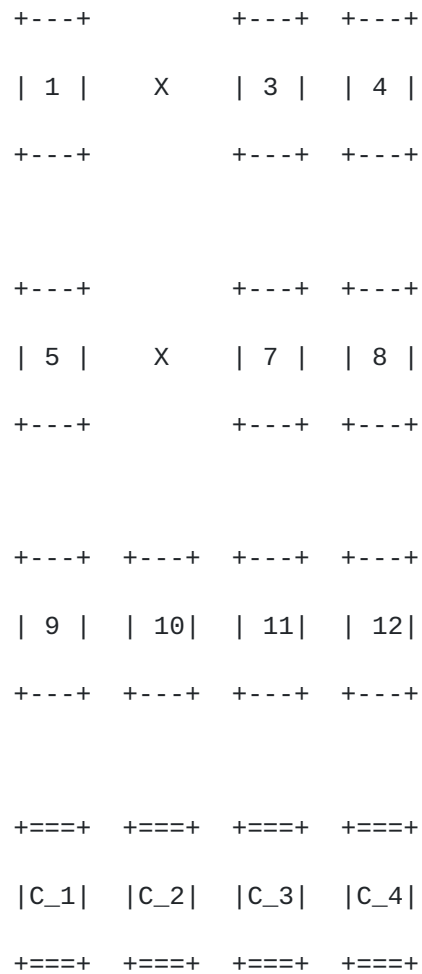 +---+         +---+  +---+
| 1 |    X    | 3 |  | 4 |
+---+         +---+  +---+
+---+         +---+  +---+
| 5 |    X    | 7 |  | 8 |
+---+         +---+  +---+
+---+  +---+  +---+  +---+
| 9 |  | 10|  | 11|  | 12|
+---+  +---+  +---+  +---+
+===+  +===+  +===+  +===+
|C_1|  |C_2|  |C_3|  |C_4|
+===+  +===+  +===+  +===+